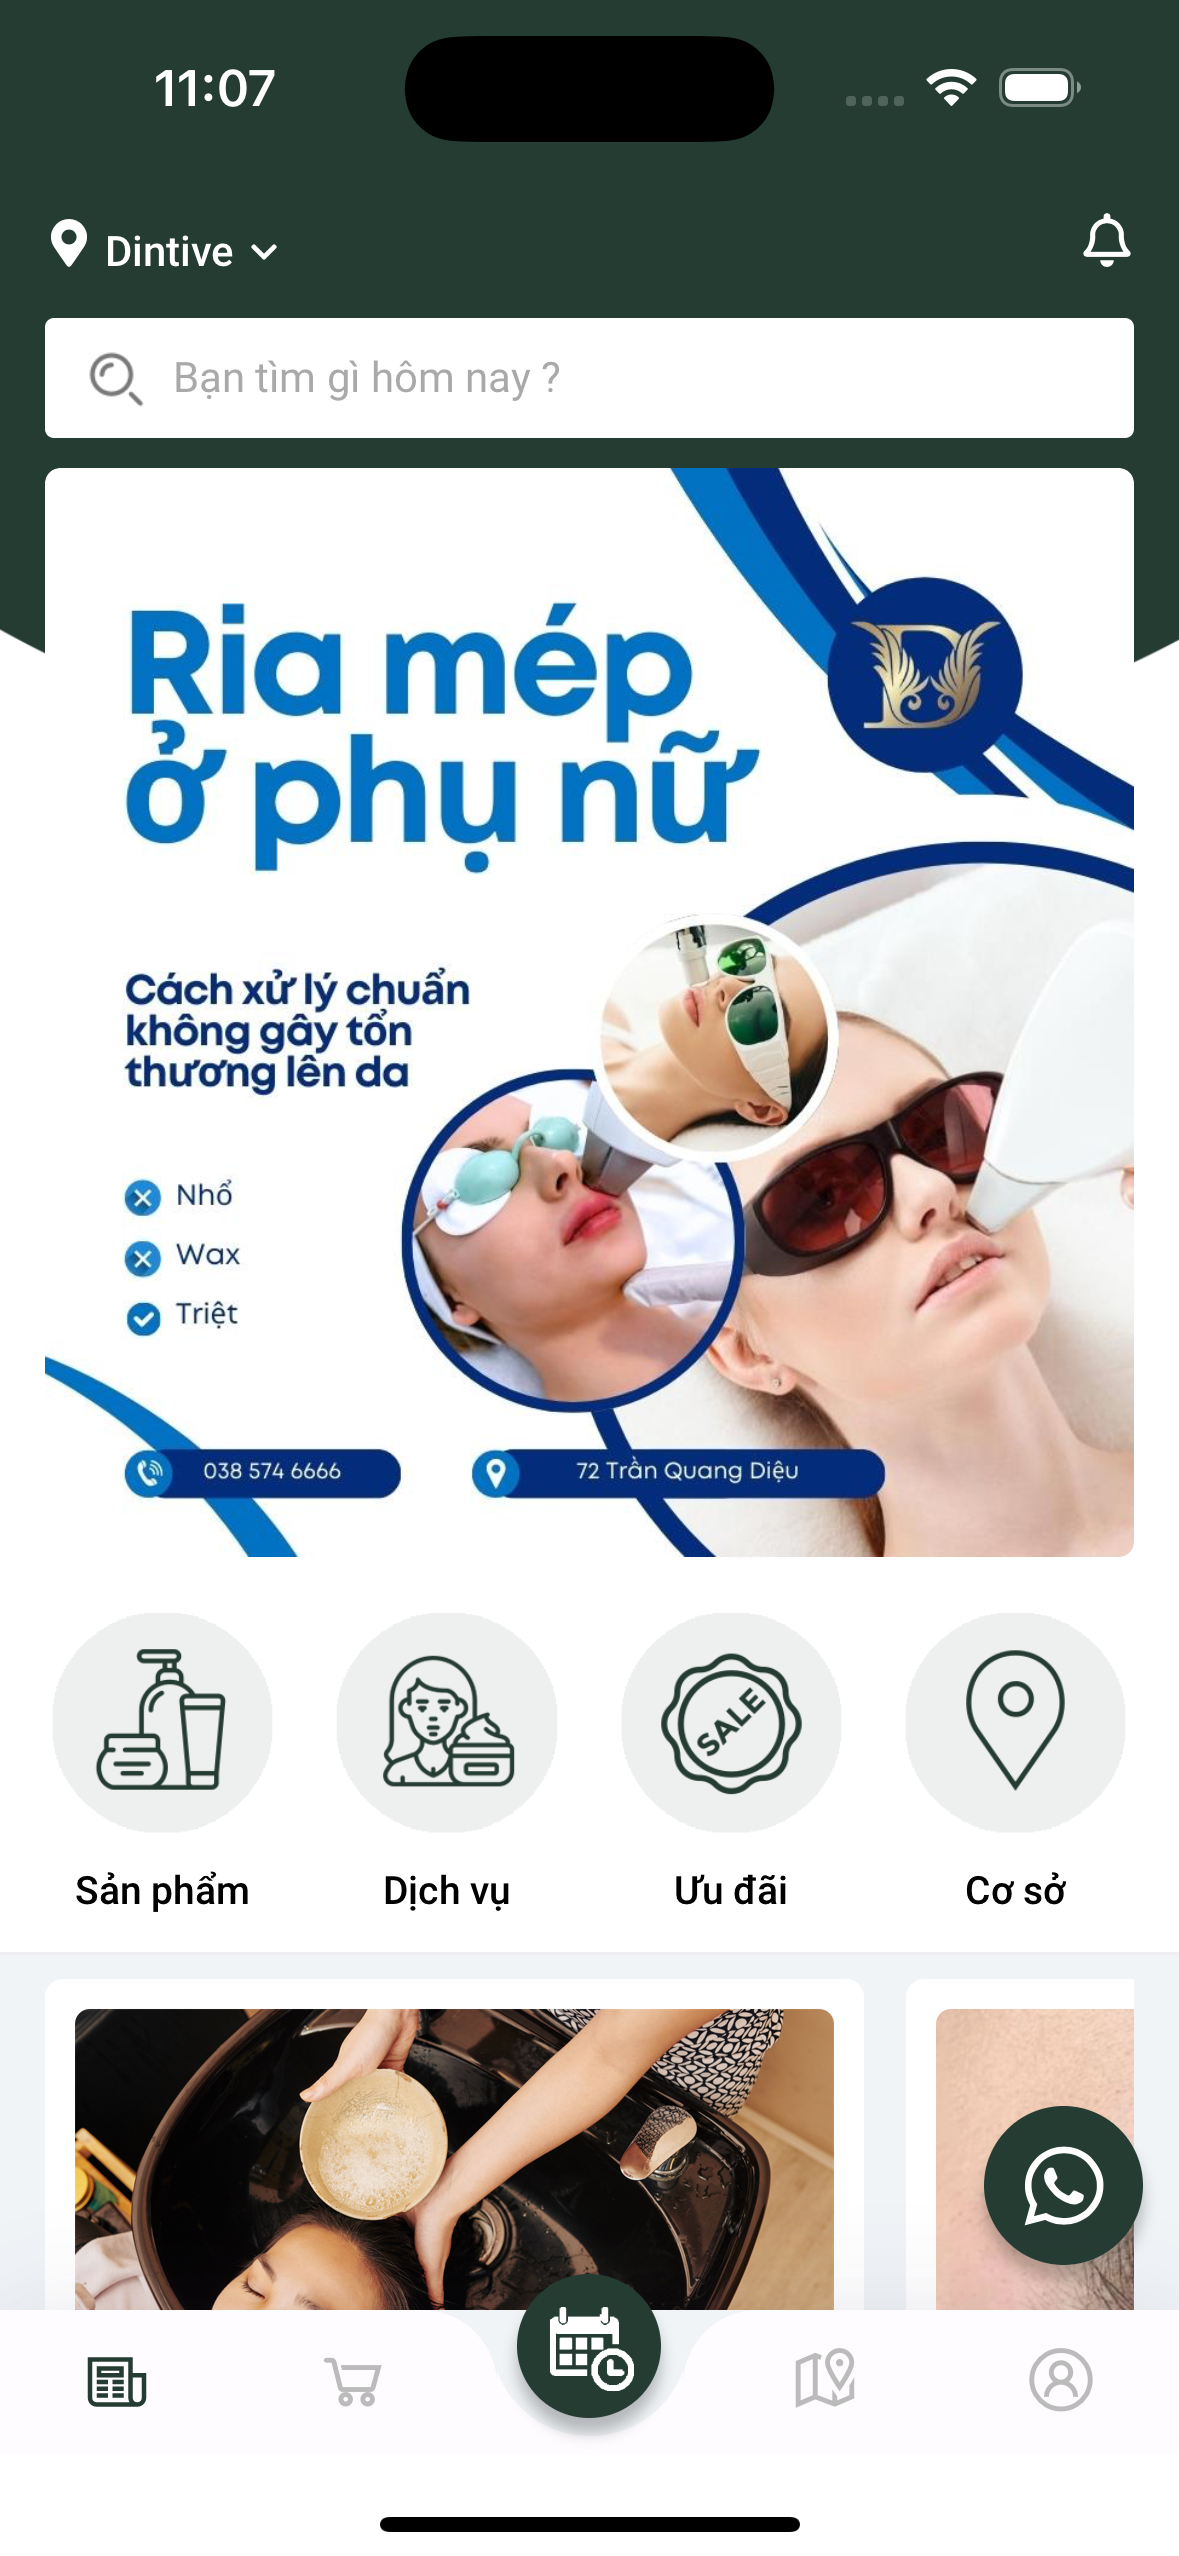 11:07
Dintive
Bạn tìm gì hôm nay ?
Ria mép
ở phụ nữ
Cách xử lý chuẩn
không gây tổn
thương lên da
Nhổ
Wax
Triệt
038 574 6666
72 Trần Quang Diệu
SALE
Sản phẩm
Dịch vụ
Ưu đãi
Cơ sở